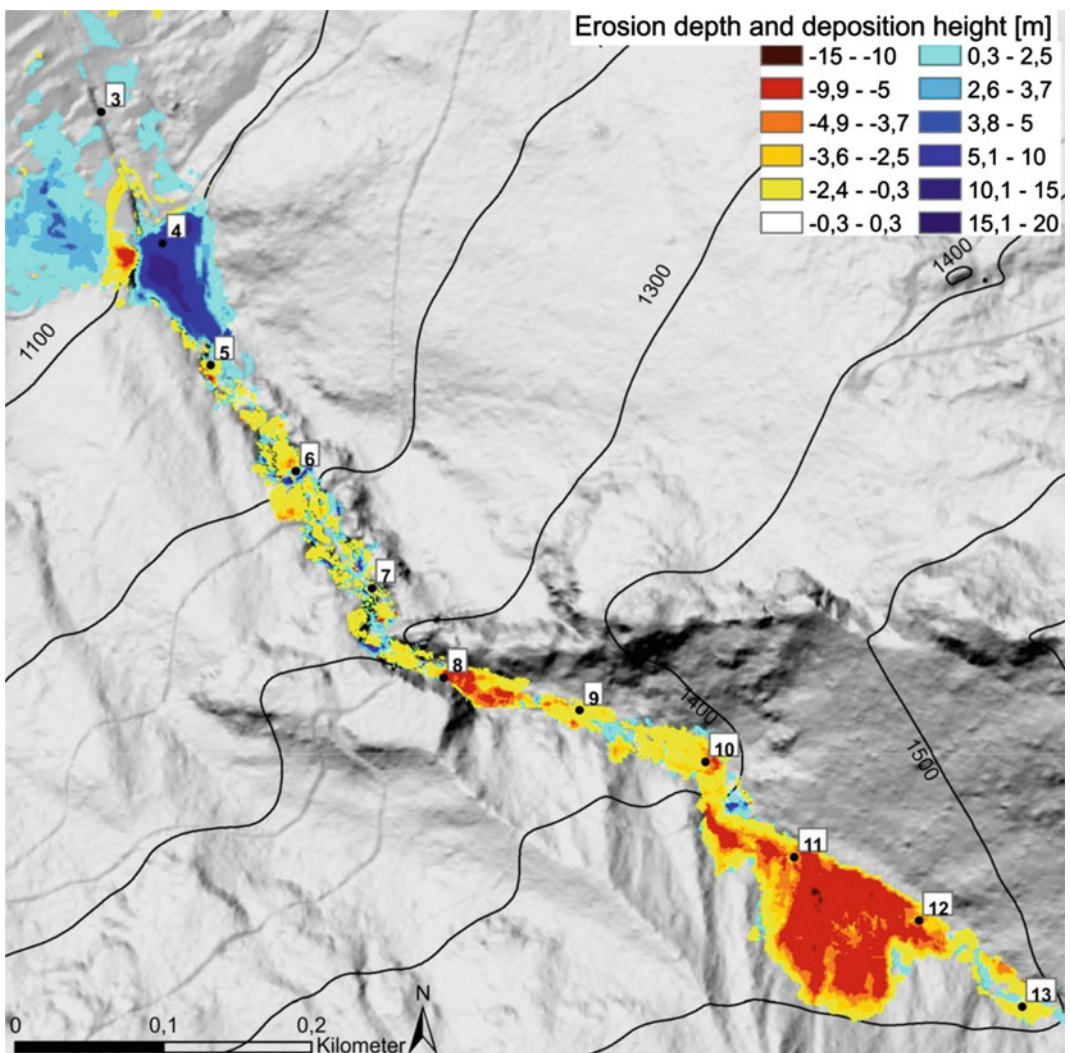 Erosion depth and deposition height [m]
-15 - -10 0,3 - 2,5
-9,9 - -5 2,6 - 3,7
-4,9 - -3,7 3,8 - 5
-3,6 - -2,5 5,1 - 10
-2,4 - -0,3 10,1 - 15
-0,3 - 0,3 15,1 - 20
3
4
1400
1300
1100
5
6
7
8
9
1400
10
1500
11
12
13
N
0 0,1 0,2
Kilometer